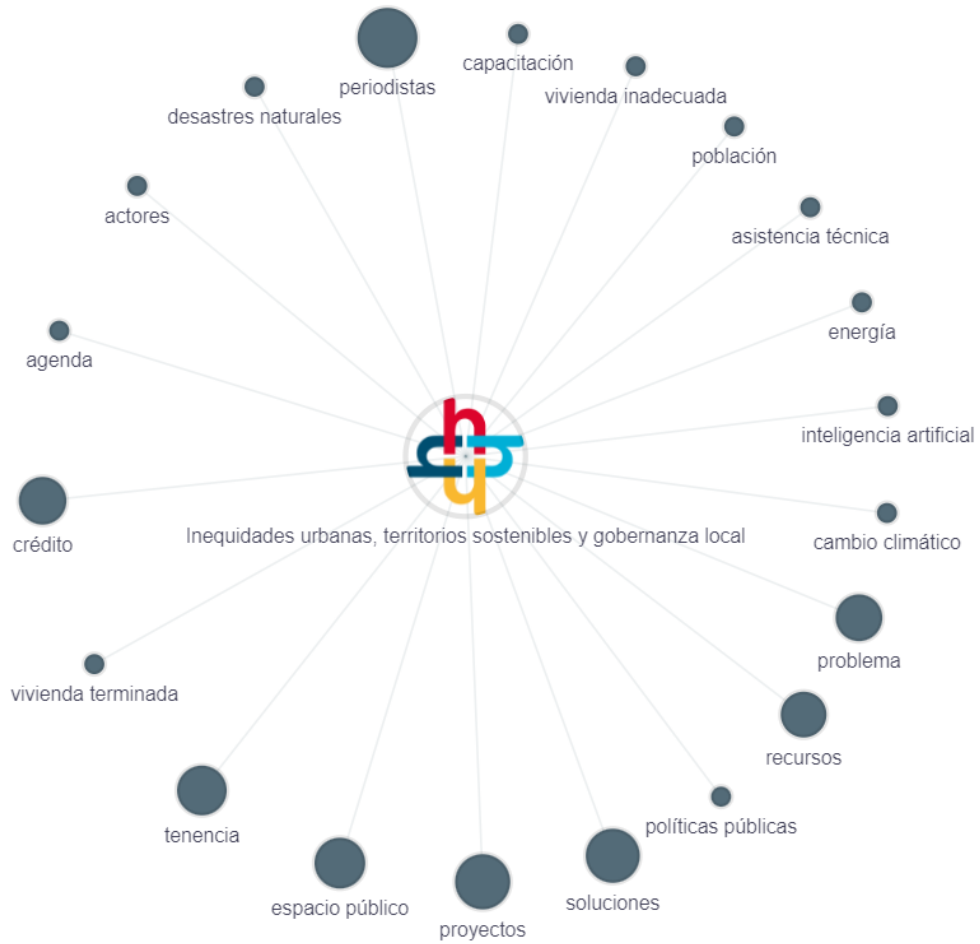 periodistas
capacitación
vivienda inadecuada
desastres naturales
población
actores
asistencia técnica
energía
agenda
inteligencia artificial
crédito
Inequidades urbanas, territorios sostenibles y gobernanza local
cambio climático
problema
vivienda terminada
recursos
tenencia
políticas públicas
espacio público
soluciones
proyectos